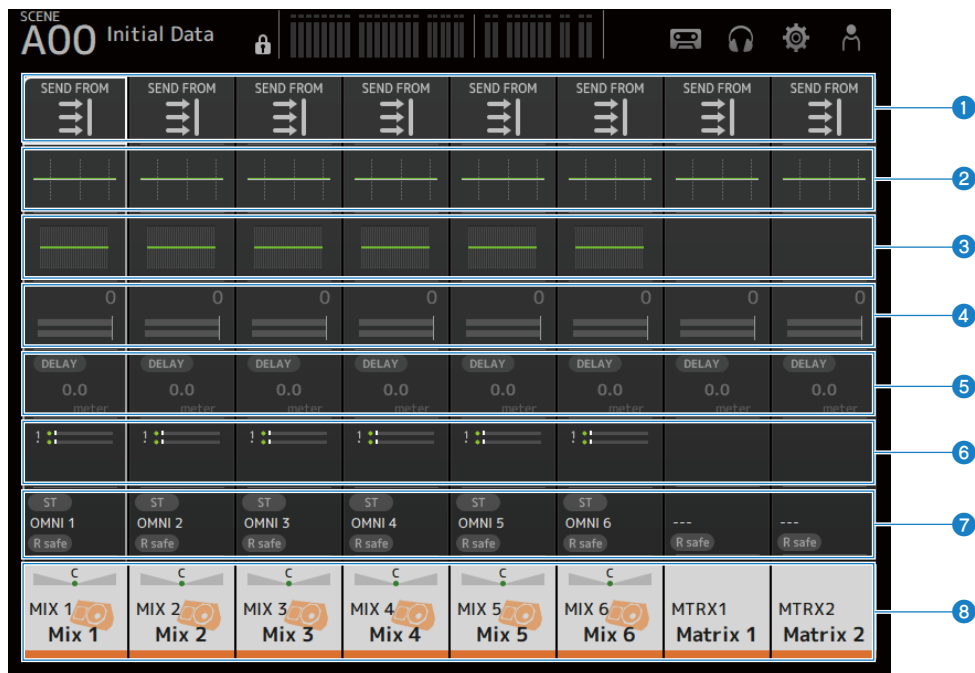 SCENE
A00 Initial Data
SEND FROM SEND FROM SEND FROM SEND FROM SEND FROM SEND FROM SEND FROM SEND FROM
1
2
3
0 0 0 0 0 0 0 0
4
DELAY DELAY DELAY DELAY DELAY DELAY DELAY DELAY
0.0 0.0 0.0 0.0 0.0 0.0 0.0 0.0
5
meter meter meter meter meter meter meter meter
1 1 1 1 1 1
6
ST ST ST ST ST ST
OMNI 1 OMNI 2 OMNI 3 OMNI 4 OMNI 5 OMNI 6 --- ---
7
R safe R safe R safe R safe R safe R safe R safe R safe
C C C C C C
MIX 1 MIX 2 MIX 3 MIX 4 MIX 5 MIX 6 MTRX1 MTRX2
8
Mix 1 Mix 2 Mix 3 Mix 4 Mix 5 Mix 6 Matrix 1 Matrix 2